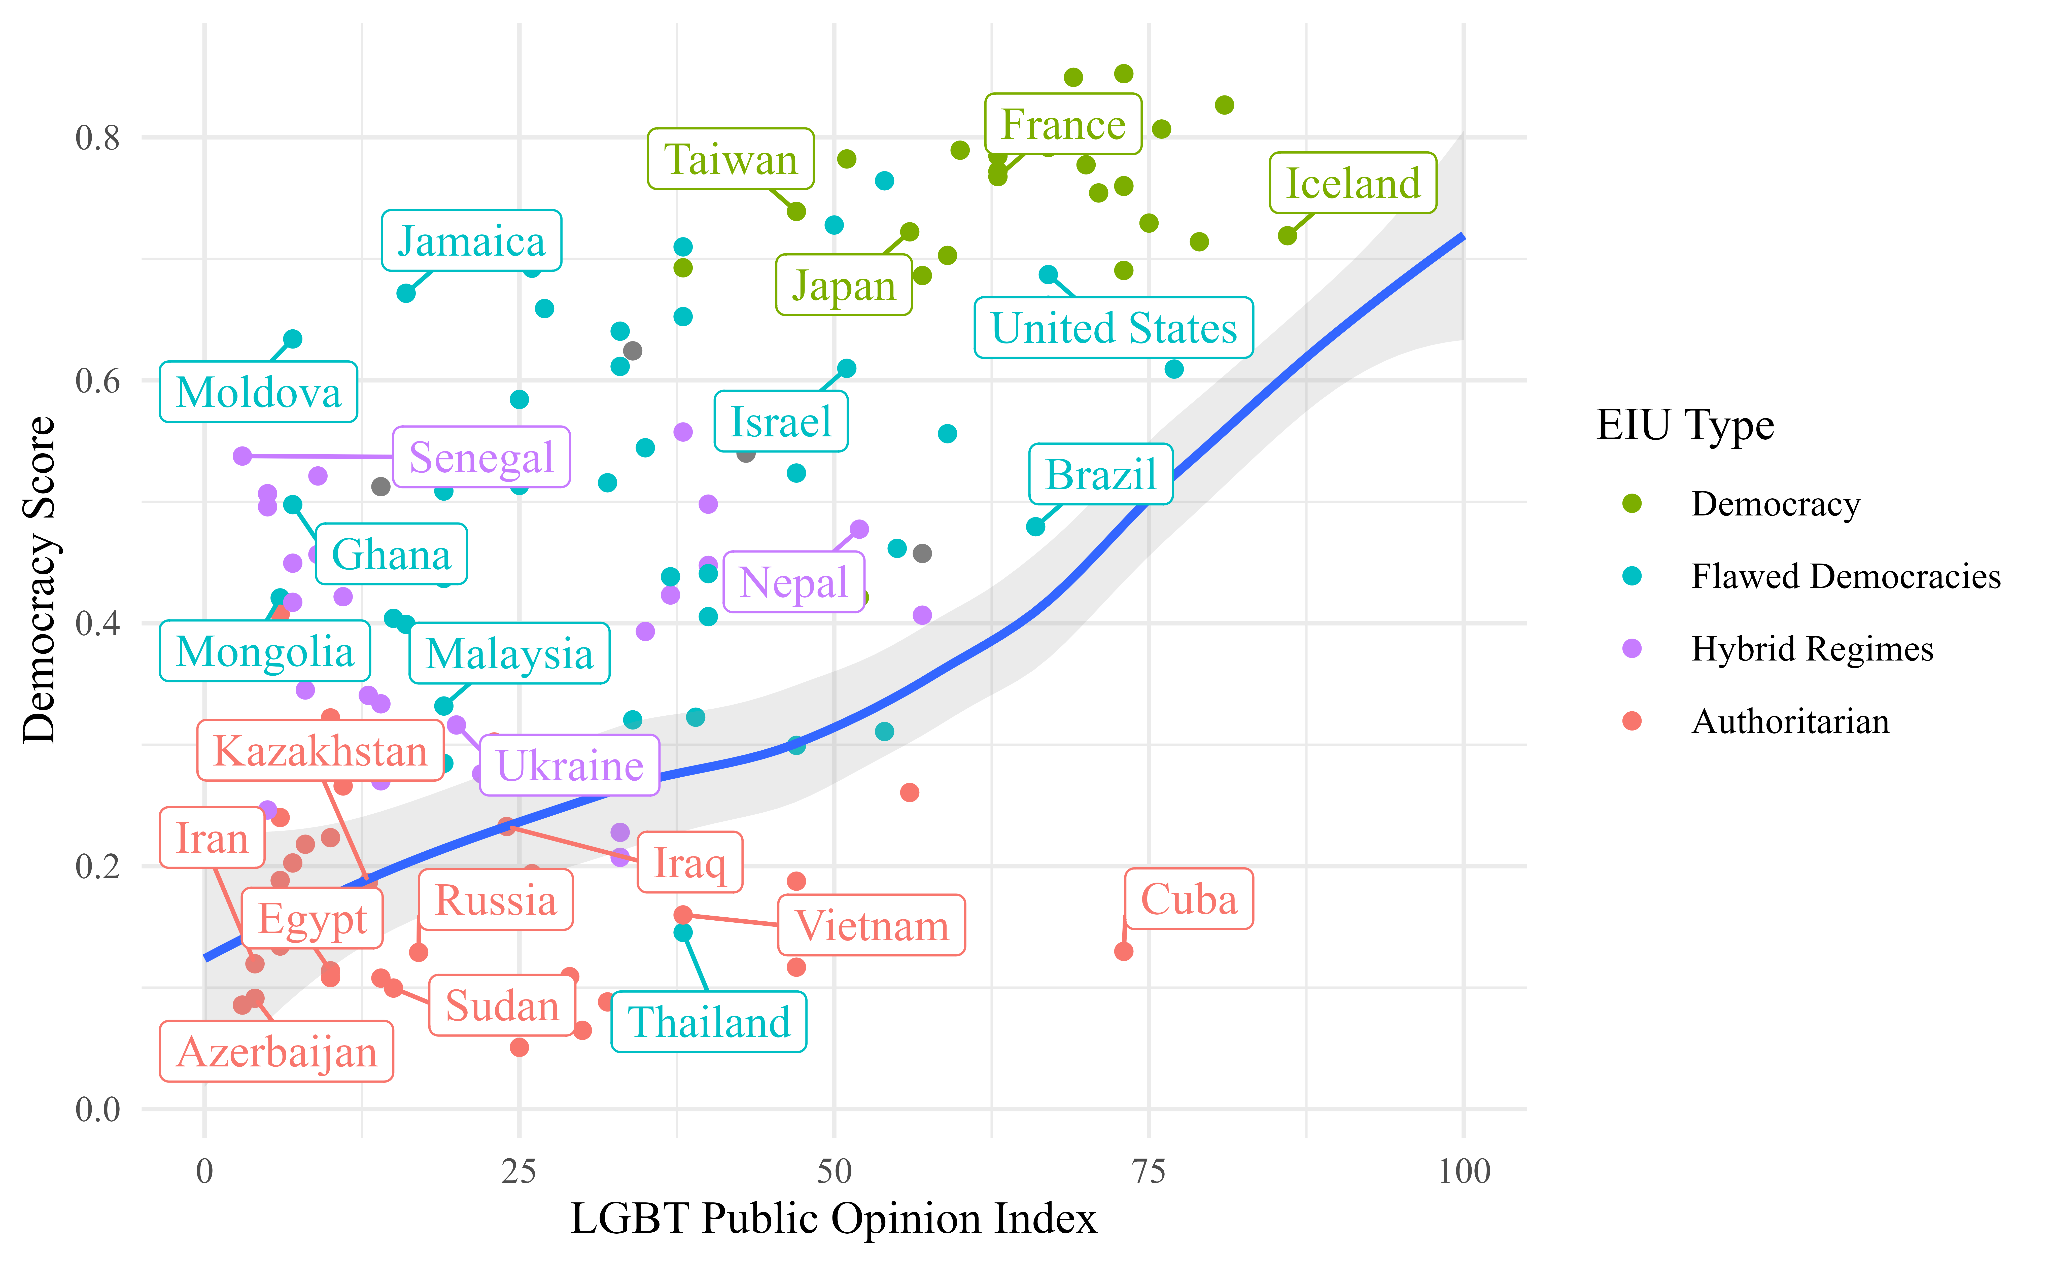 France
Taiwan
Iceland
Jamaica
Japan
United States
Moldova
Israel
Senegal
Brazil
Ghana
Nepal
Mongolia
Malaysia
Kazakhstan
Ukraine
Iran
Iraq
Russia
Cuba
Egypt
Vietnam
Sudan
Thailand
Azerbaijan
0.8
0.6
0.4
0.2
0.0
0 25 50 75 100
LGBT Public Opinion Index
Democracy Score
EIU Type
Democracy
Flawed Democracies
Hybrid Regimes
Authoritarian